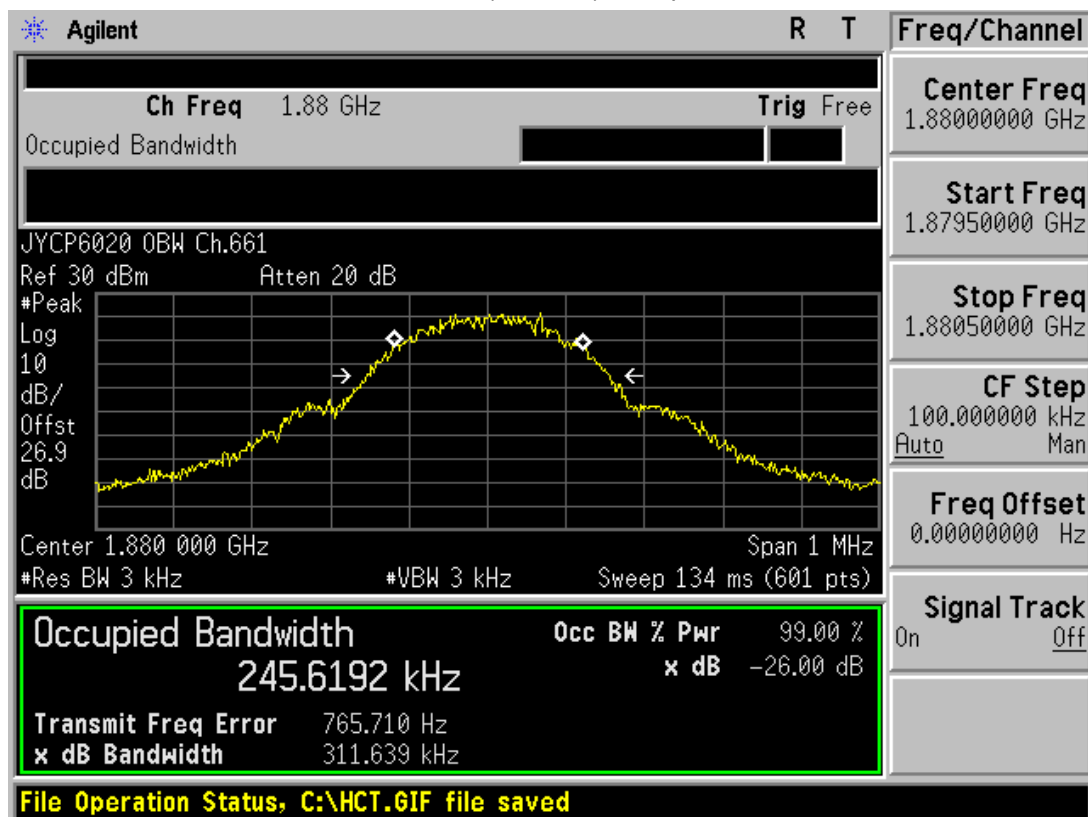 Agilent R T Freq/Channel
Ch Freq 1.88 GHz Trig Free
Occupied Bandwidth
Center Freq
1.88000000 GHz
Start Freq
1.87950000 GHz
Stop Freq
1.88050000 GHz
CF Step
100.000000 kHz
Auto Man
Freq Offset
0.00000000 Hz
Signal Track
On Off
JYCP6020 OBW Ch.661
Ref 30 dBm Atten 20 dB
#Peak
Log
10
dB/
Offst
26.9
dB
Center 1.880 000 GHz Span 1 MHz
#Res BW 3 kHz #VBW 3 kHz Sweep 134 ms (601 pts)
Occupied Bandwidth Occ BW % Pwr 99.00 %
245.6192 kHz x dB -26.00 dB
Transmit Freq Error 765.710 Hz
x dB Bandwidth 311.639 kHz
File Operation Status, C:\HCT.GIF file saved